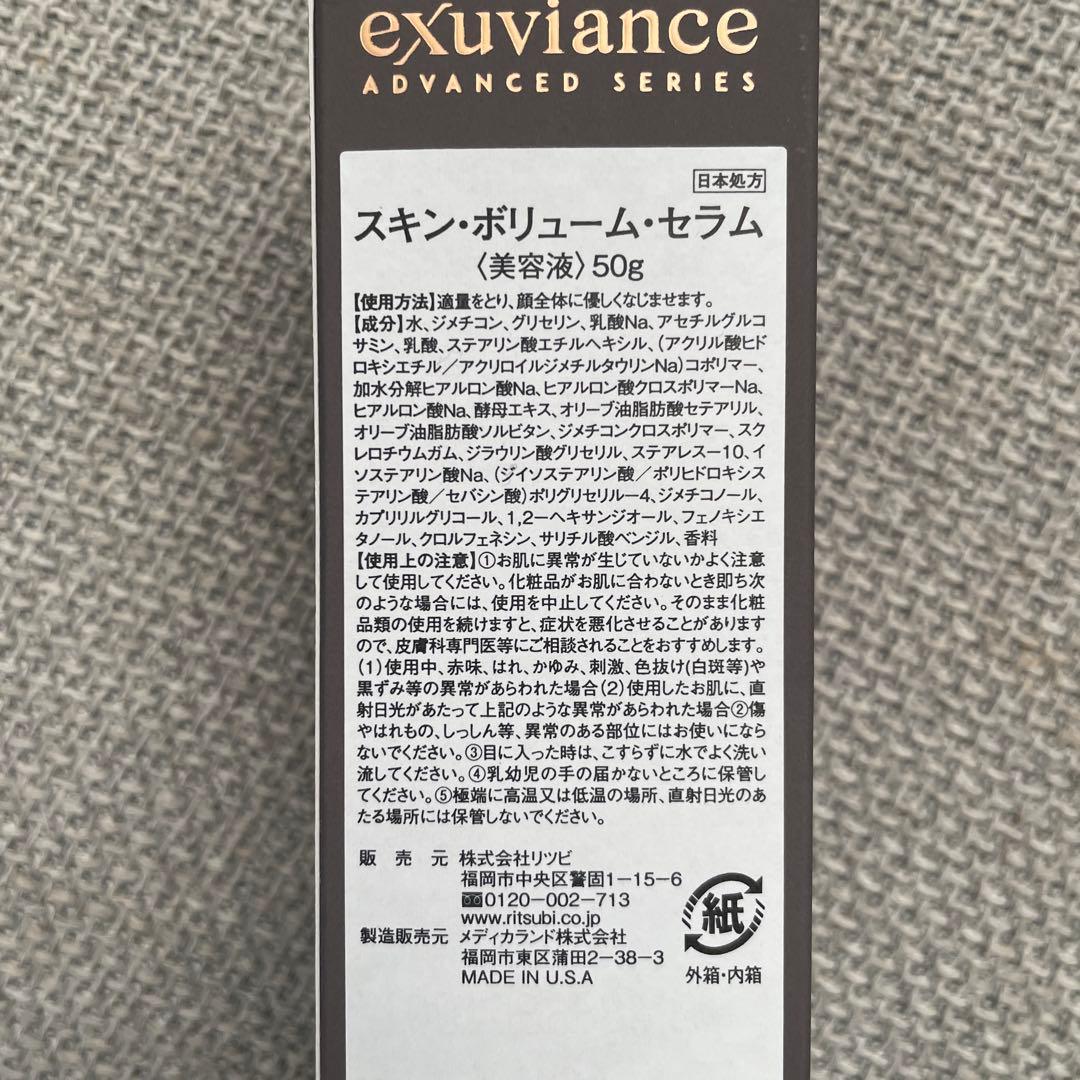 exuviance
ADVANCED SERIES
日本処方
スキン・ボリューム・セラム
〈美容液〉50g
【使用方法】適量をとり、顔全体に優しくなじませます。
【成分】水、ジメチコン、グリセリン、乳酸Na、アセチルグルコ
サミン、乳酸、ステアリン酸エチルヘキシル、（アクリル酸ヒド
ロキシエチル／アクリロイルジメチルタウリンNa）コポリマー、
加水分解ヒアルロン酸Na、ヒアルロン酸クロスポリマーNa、
ヒアルロン酸Na、酵母エキス、オリーブ油脂肪酸セテアリル、
オリーブ油脂肪酸ソルビタン、ジメチコンクロスポリマー、スク
レロチウムガム、ジラウリン酸グリセリル、ステアレス－10、イ
ソステアリン酸Na、（ジイソステアリン酸／ポリヒドロキシス
テアリン酸／セバシン酸）ポリグリセリル－4、ジメチコノール、
カプリリルグリコール、1,2－ヘキサンジオール、フェノキシエ
タノール、クロルフェネシン、サリチル酸ベンジル、香料
【使用上の注意】①お肌に異常が生じていないかよく注意
して使用してください。化粧品がお肌に合わないとき即ち次
のような場合には、使用を中止してください。そのまま化粧
品類の使用を続けますと、症状を悪化させることがあります
ので、皮膚科専門医等にご相談されることをおすすめします。
（1）使用中、赤味、はれ、かゆみ、刺激、色抜け(白斑等)や
黒ずみ等の異常があらわれた場合（2）使用したお肌に、直
射日光があたって上記のような異常があらわれた場合②傷
やはれもの、しっしん等、異常のある部位にはお使いになら
ないでください。③目に入った時は、こすらずに水でよく洗い
流してください。④乳幼児の手の届かないところに保管し
てください。⑤極端に高温又は低温の場所、直射日光のあ
たる場所には保管しないでください。
販売元 株式会社リツビ
福岡市中央区警固1－15－6
0120－002－713
www.ritsubi.co.jp
製造販売元 メディカランド株式会社
福岡市東区蒲田2－38－3
MADE IN U.S.A
紙
外箱・内箱